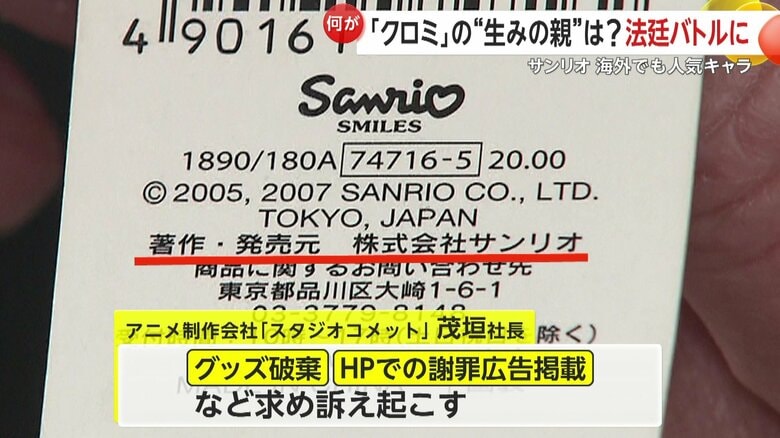 何が「クロミ」の“生みの親”は？法廷バトルに
サンリオ 海外でも人気キャラ
4 90161
Sanrio
SMILES
1890/180A 74716-5 20.00
© 2005, 2007 SANRIO CO., LTD.
TOKYO, JAPAN
著作・発売元 株式会社サンリオ
商品に関するお問い合わせ先
東京都品川区大崎1-6-1
03-3779-8148
除く）
アニメ制作会社「スタジオコメット」茂垣社長
グッズ破棄 HPでの謝罪広告掲載
など求め訴え起こす